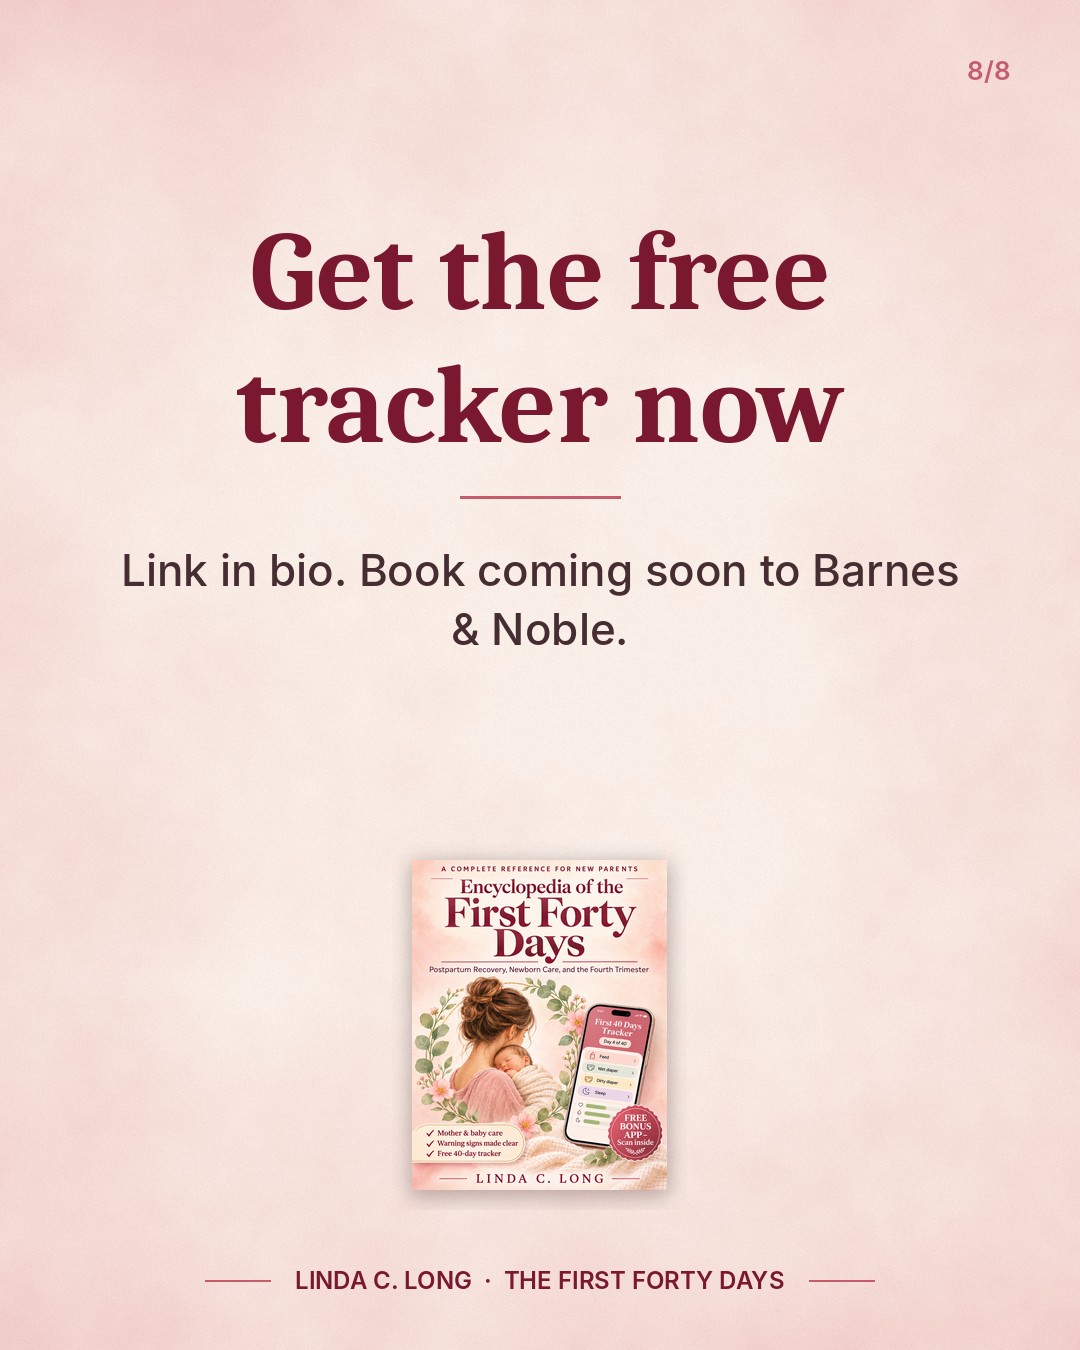 8/8
Get the free
tracker now
Link in bio. Book coming soon to Barnes
& Noble.
A COMPLETE REFERENCE FOR NEW PARENTS
Encyclopedia of the
First Forty
Days
Postpartum Recovery, Newborn Care, and the Fourth Trimester
First 40 Days
Tracker
Day 4 of 40
Feed
Wet diaper
Dirty diaper
Sleep
FREE
BONUS
APP –
Scan inside
Mother & baby care
Warning signs made clear
Free 40-day tracker
LINDA C. LONG
LINDA C. LONG · THE FIRST FORTY DAYS